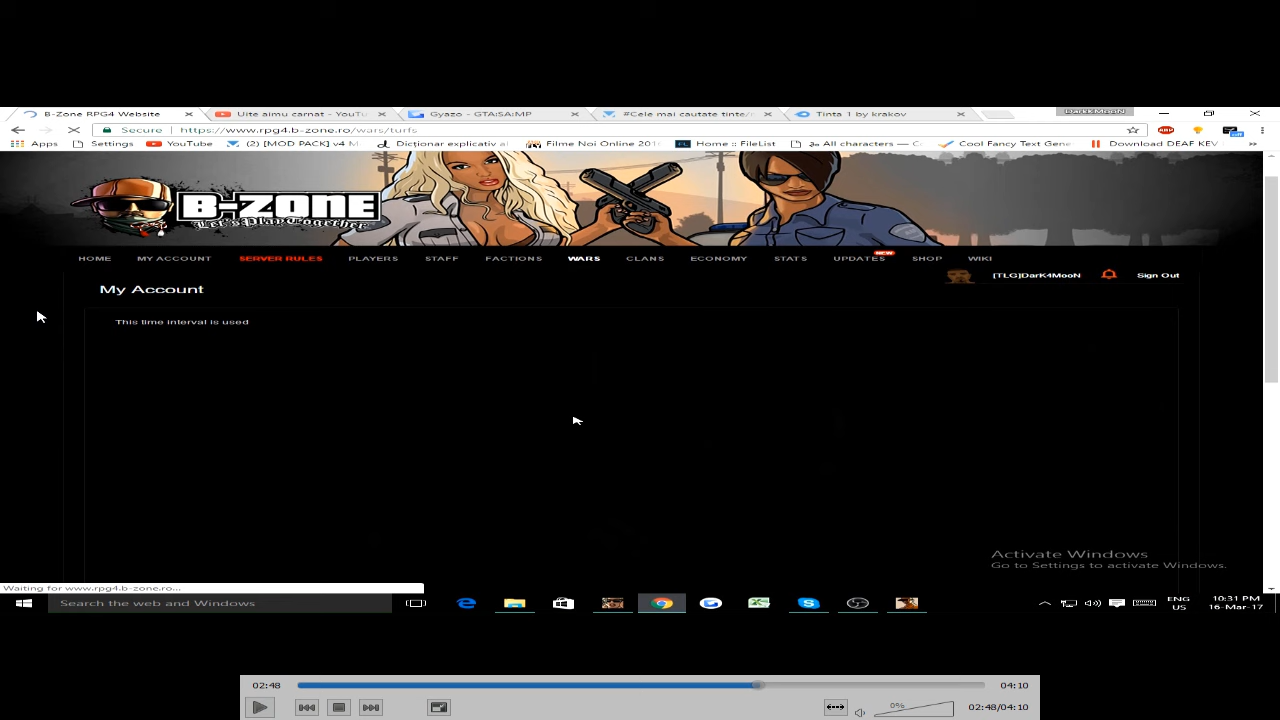 DarkMooN
B-Zone RPG4 Website
Uite aimu carnat - YouTu
Gyazo - GTA:SA:MP
#Cele mai cautate tinte/
Tinta 1 by krakov
Secure
https://www.rpg4.b-zone.ro/wars/turfs
ABP
off
Apps
Settings
YouTube
(2) [MOD PACK] v4 M
Dicționar explicativ al
Filme Noi Online 201
Home :: FileList
All characters — C
Cool Fancy Text Gene
Download DEAF KEV
»
B-ZONE
Let's Play Together
HOME
MY ACCOUNT
SERVER RULES
PLAYERS
STAFF
FACTIONS
WARS
CLANS
ECONOMY
STATS
UPDATES
NEW
SHOP
WIKI
[TLG]DarK4MooN
Sign Out
My Account
This time interval is used
Activate Windows
Go to Settings to activate Windows.
Waiting for www.rpg4.b-zone.ro...
Search the web and Windows
ENG
US
10:31 PM
16-Mar-17
02:48
04:10
0%
02:48/04:10